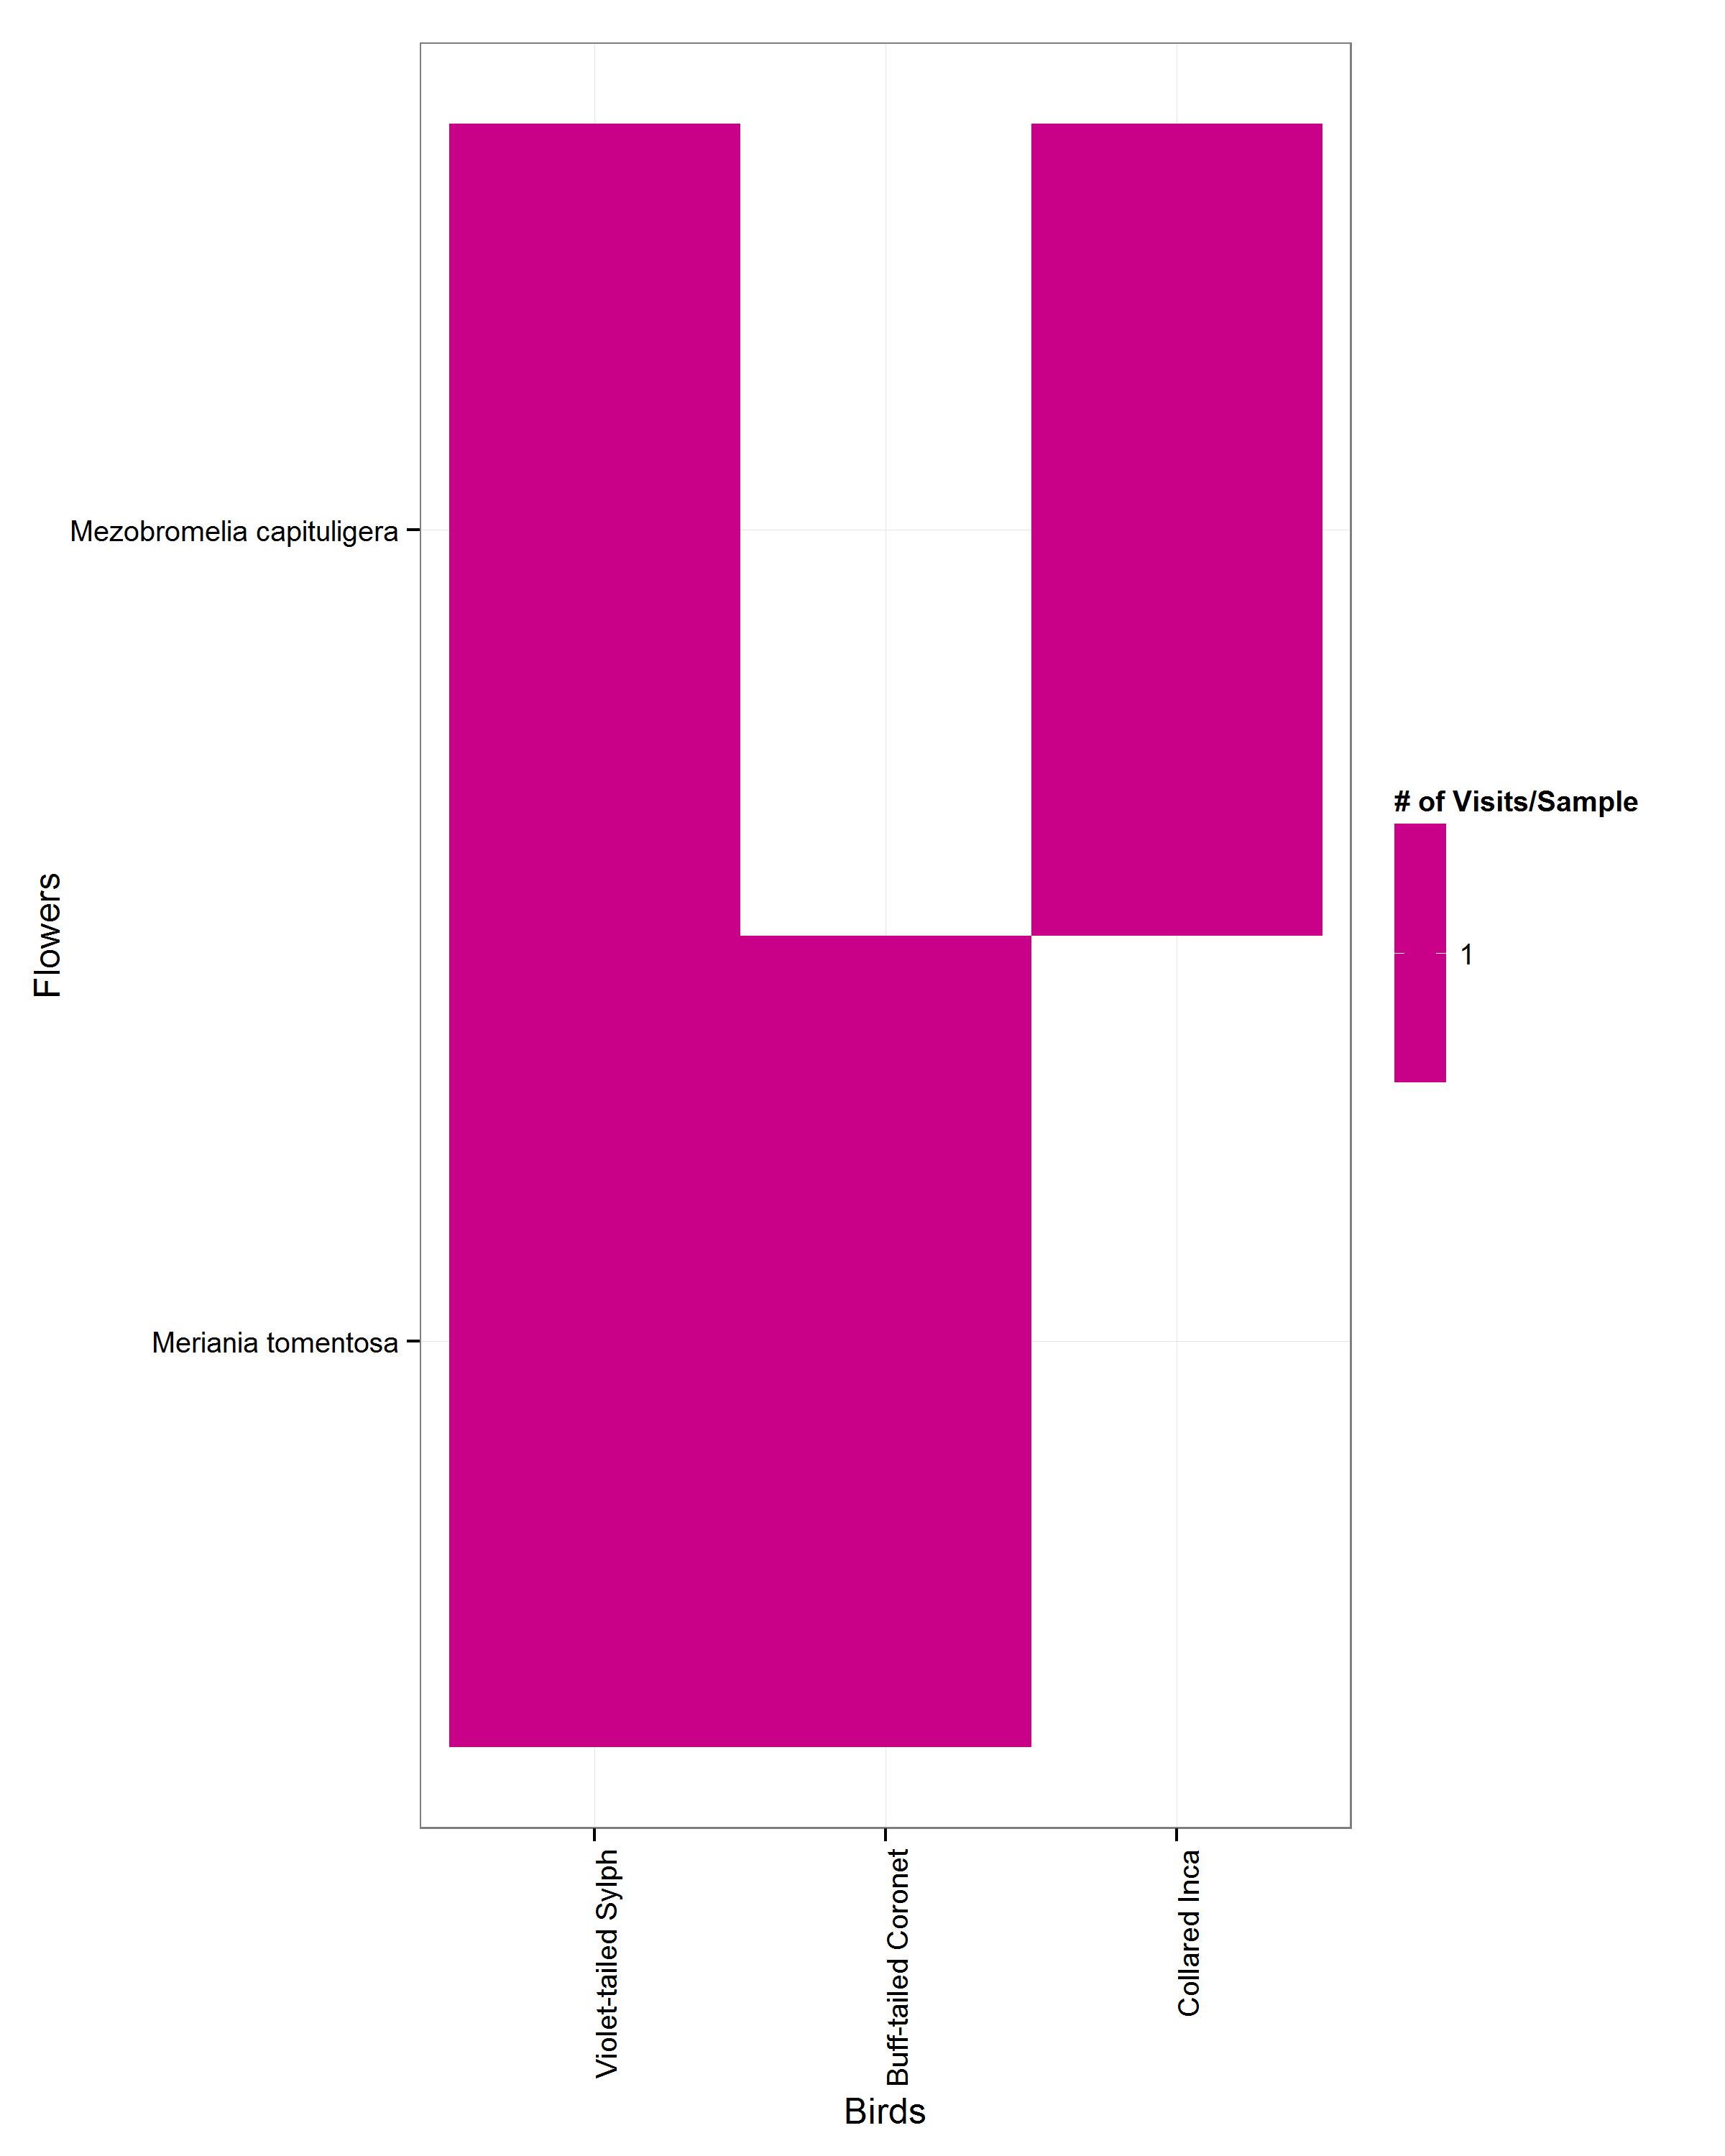 Mezobromelia capituligera
Meriania tomentosa
Flowers
# of Visits/Sample
1
Violet-tailed Sylph
Buff-tailed Coronet
Collared Inca
Birds